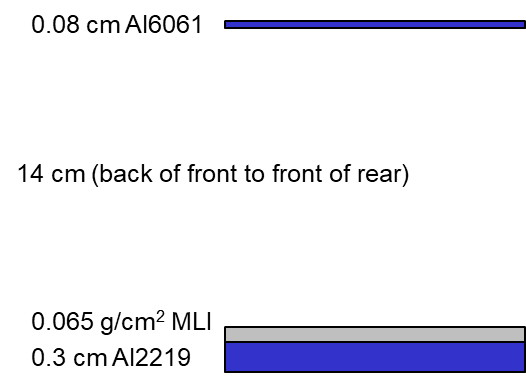 0.08 cm Al6061
14 cm (back of front to front of rear)
0.065 g/cm² MLI
0.3 cm Al2219